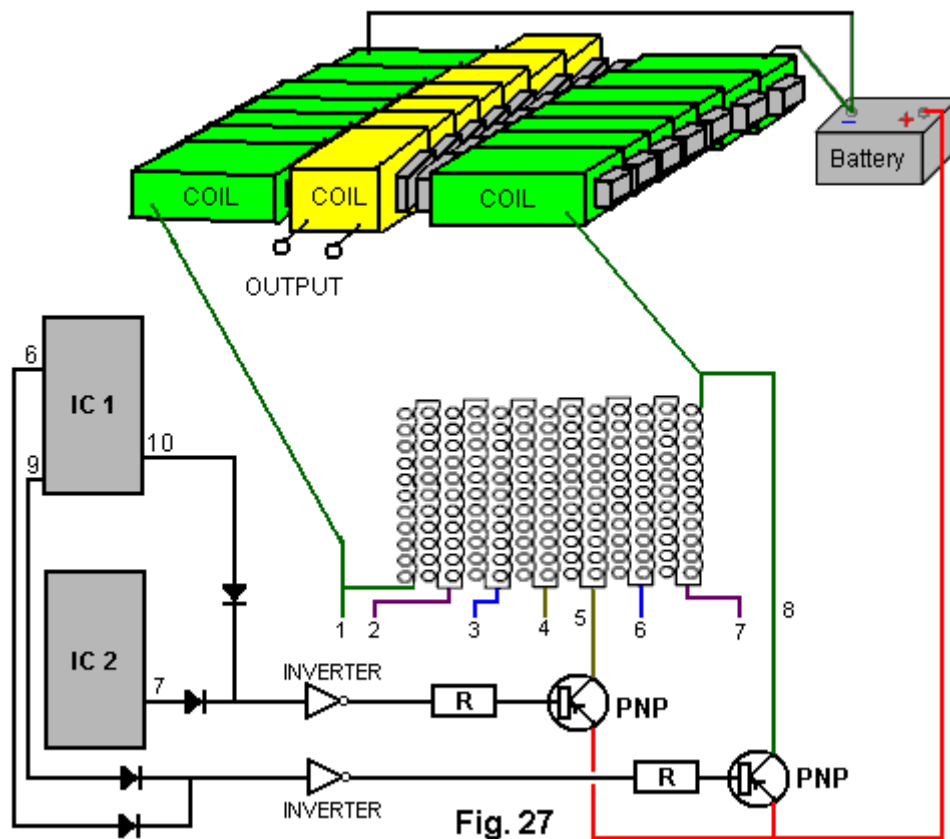 COIL
COIL
COIL
OUTPUT
- +
Battery
6
IC 1
10
9
IC 2
7
1
2
3
4
5
6
7
8
INVERTER
R
PNP
R
PNP
INVERTER
Fig. 27